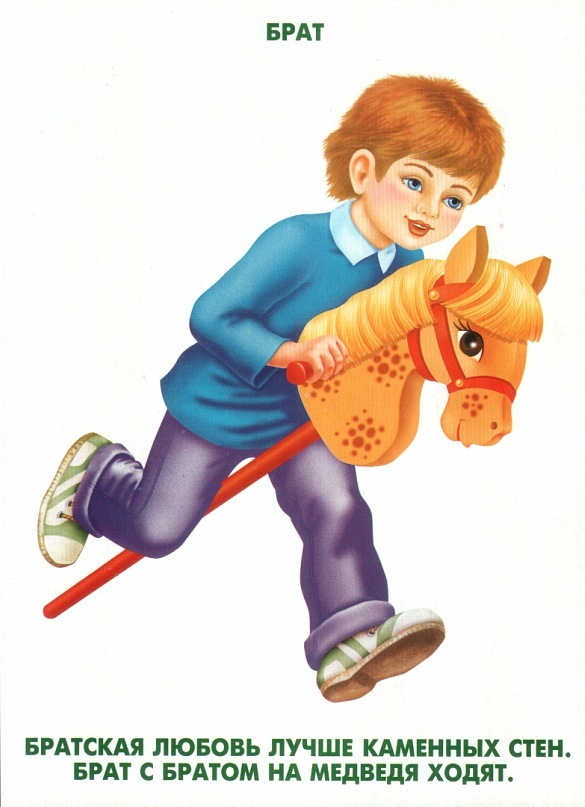 БРАТ
БРАТСКАЯ ЛЮБОВЬ ЛУЧШЕ КАМЕННЫХ СТЕН.
БРАТ С БРАТОМ НА МЕДВЕДЯ ХОДЯТ.